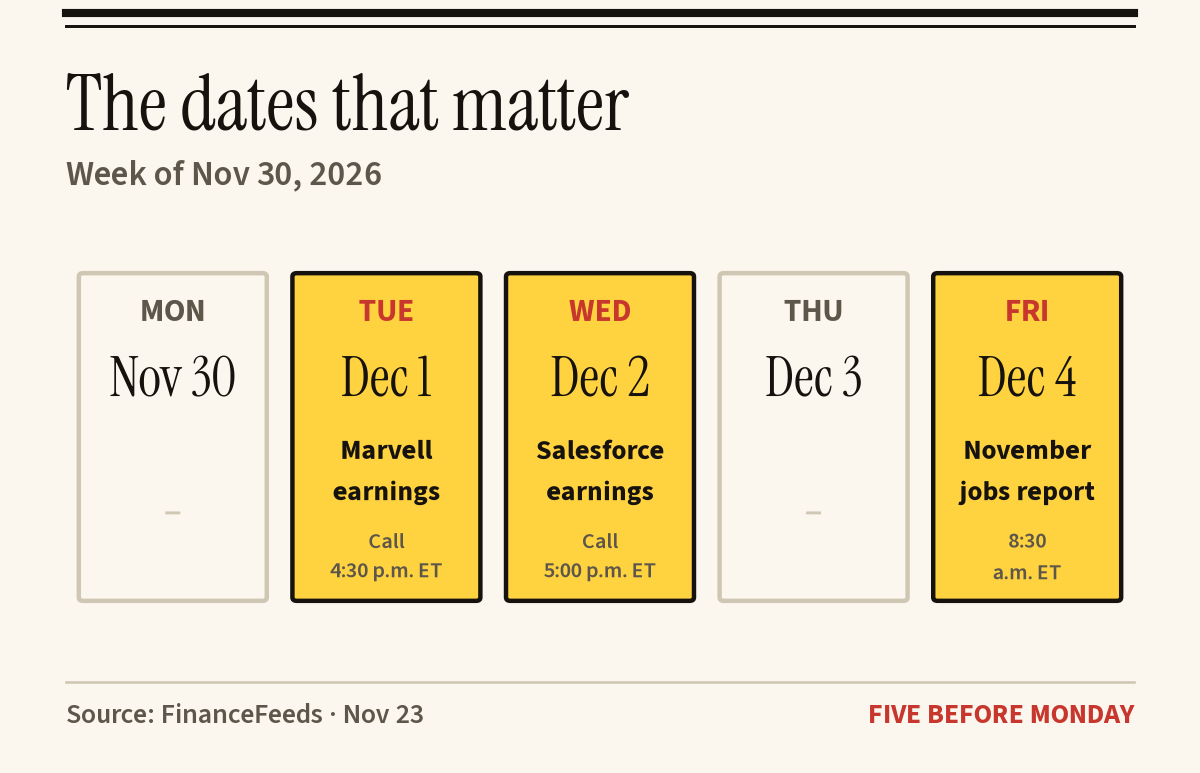 The dates that matter
Week of Nov 30, 2026
MON
Nov 30
–
TUE
Dec 1
Marvell
earnings
Call
4:30 p.m. ET
WED
Dec 2
Salesforce
earnings
Call
5:00 p.m. ET
THU
Dec 3
–
FRI
Dec 4
November
jobs report
8:30
a.m. ET
Source: FinanceFeeds · Nov 23
FIVE BEFORE MONDAY